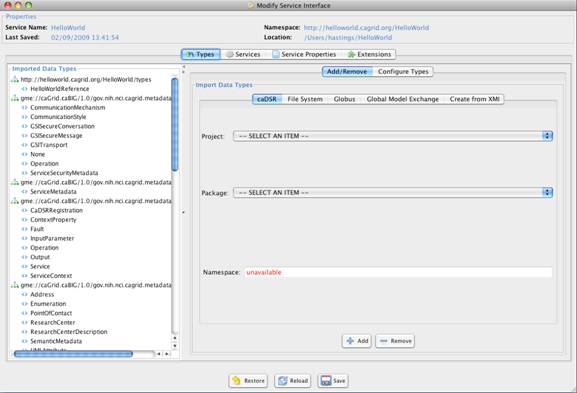 Modify Service Interface
Properties
Service Name: HelloWorld Namespace: http://helloworld.cagrid.org/HelloWorld
Last Saved: 02/09/2009 13:41:54 Location: /Users/hastings/HelloWorld
Types Services Service Properties Extensions
Imported Data Types
http://helloworld.cagrid.org/HelloWorld/types
HelloWorldReference
gme://caGrid.caBIG/1.0/gov.nih.nci.cagrid.metadata
CommunicationMechanism
CommunicationStyle
GSISecureConversation
GSISecureMessage
GSITransport
None
Operation
ServiceSecurityMetadata
gme://caGrid.caBIG/1.0/gov.nih.nci.cagrid.metadata
ServiceMetadata
gme://caGrid.caBIG/1.0/gov.nih.nci.cagrid.metadata
CaDSRRegistration
ContextProperty
Fault
InputParameter
Operation
Output
Service
ServiceContext
gme://caGrid.caBIG/1.0/gov.nih.nci.cagrid.metadata
Address
Enumeration
PointOfContact
ResearchCenter
ResearchCenterDescription
SemanticMetadata
UMLAttribute
Add/Remove Configure Types
Import Data Types
caDSR File System Globus Global Model Exchange Create from XMI
Project: -- SELECT AN ITEM --
Package: -- SELECT AN ITEM --
Namespace: unavailable
Add Remove
Restore Reload Save